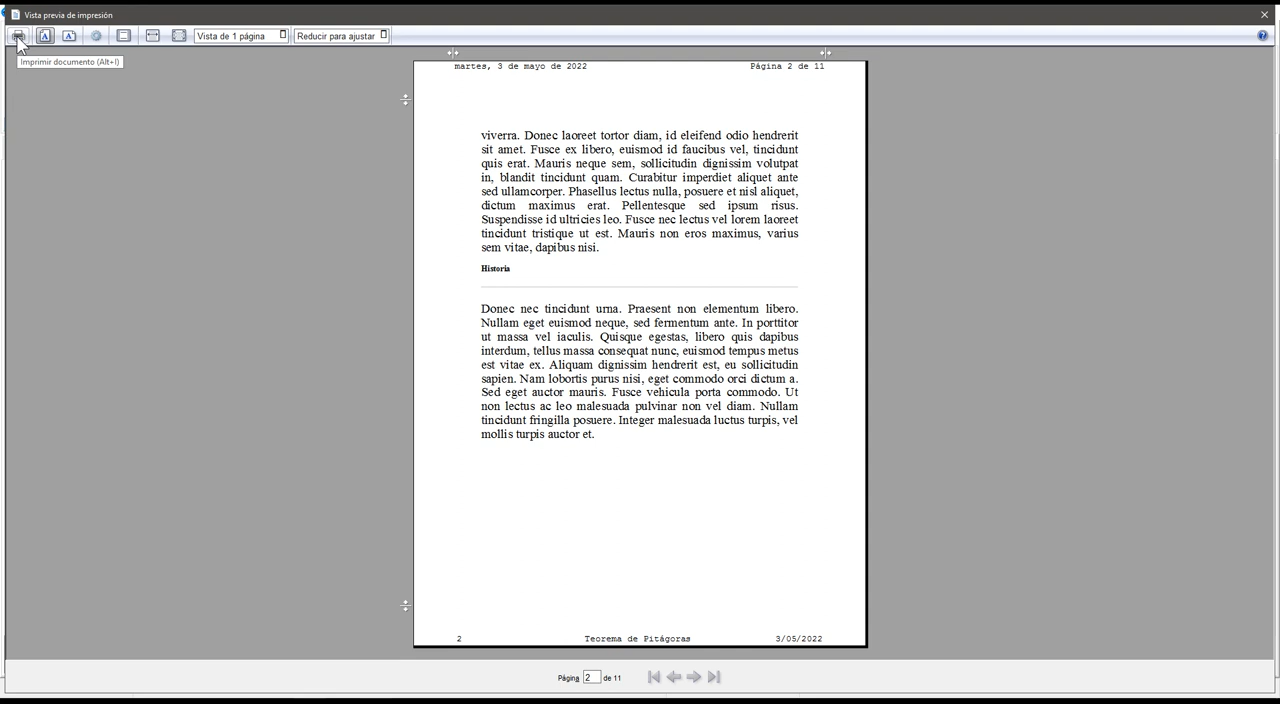 Vista previa de impresión
Vista de 1 página
Reducir para ajustar
Imprimir documento (Alt+I)
martes, 3 de mayo de 2022 Página 2 de 11
viverra. Donec laoreet tortor diam, id eleifend odio hendrerit
sit amet. Fusce ex libero, euismod id faucibus vel, tincidunt
quis erat. Mauris neque sem, sollicitudin dignissim volutpat
in, blandit tincidunt quam. Curabitur imperdiet aliquet ante
sed ullamcorper. Phasellus lectus nulla, posuere et nisl aliquet,
dictum maximus erat. Pellentesque sed ipsum risus.
Suspendisse id ultricies leo. Fusce nec lectus vel lorem laoreet
tincidunt tristique ut est. Mauris non eros maximus, varius
sem vitae, dapibus nisi.
Historia
Donec nec tincidunt urna. Praesent non elementum libero.
Nullam eget euismod neque, sed fermentum ante. In porttitor
ut massa vel iaculis. Quisque egestas, libero quis dapibus
interdum, tellus massa consequat nunc, euismod tempus metus
est vitae ex. Aliquam dignissim hendrerit est, eu sollicitudin
sapien. Nam lobortis purus nisi, eget commodo orci dictum a.
Sed eget auctor mauris. Fusce vehicula porta commodo. Ut
non lectus ac leo malesuada pulvinar non vel diam. Nullam
tincidunt fringilla posuere. Integer malesuada luctus turpis, vel
mollis turpis auctor et.
2 Teorema de Pitágoras 3/05/2022
Página 2 de 11